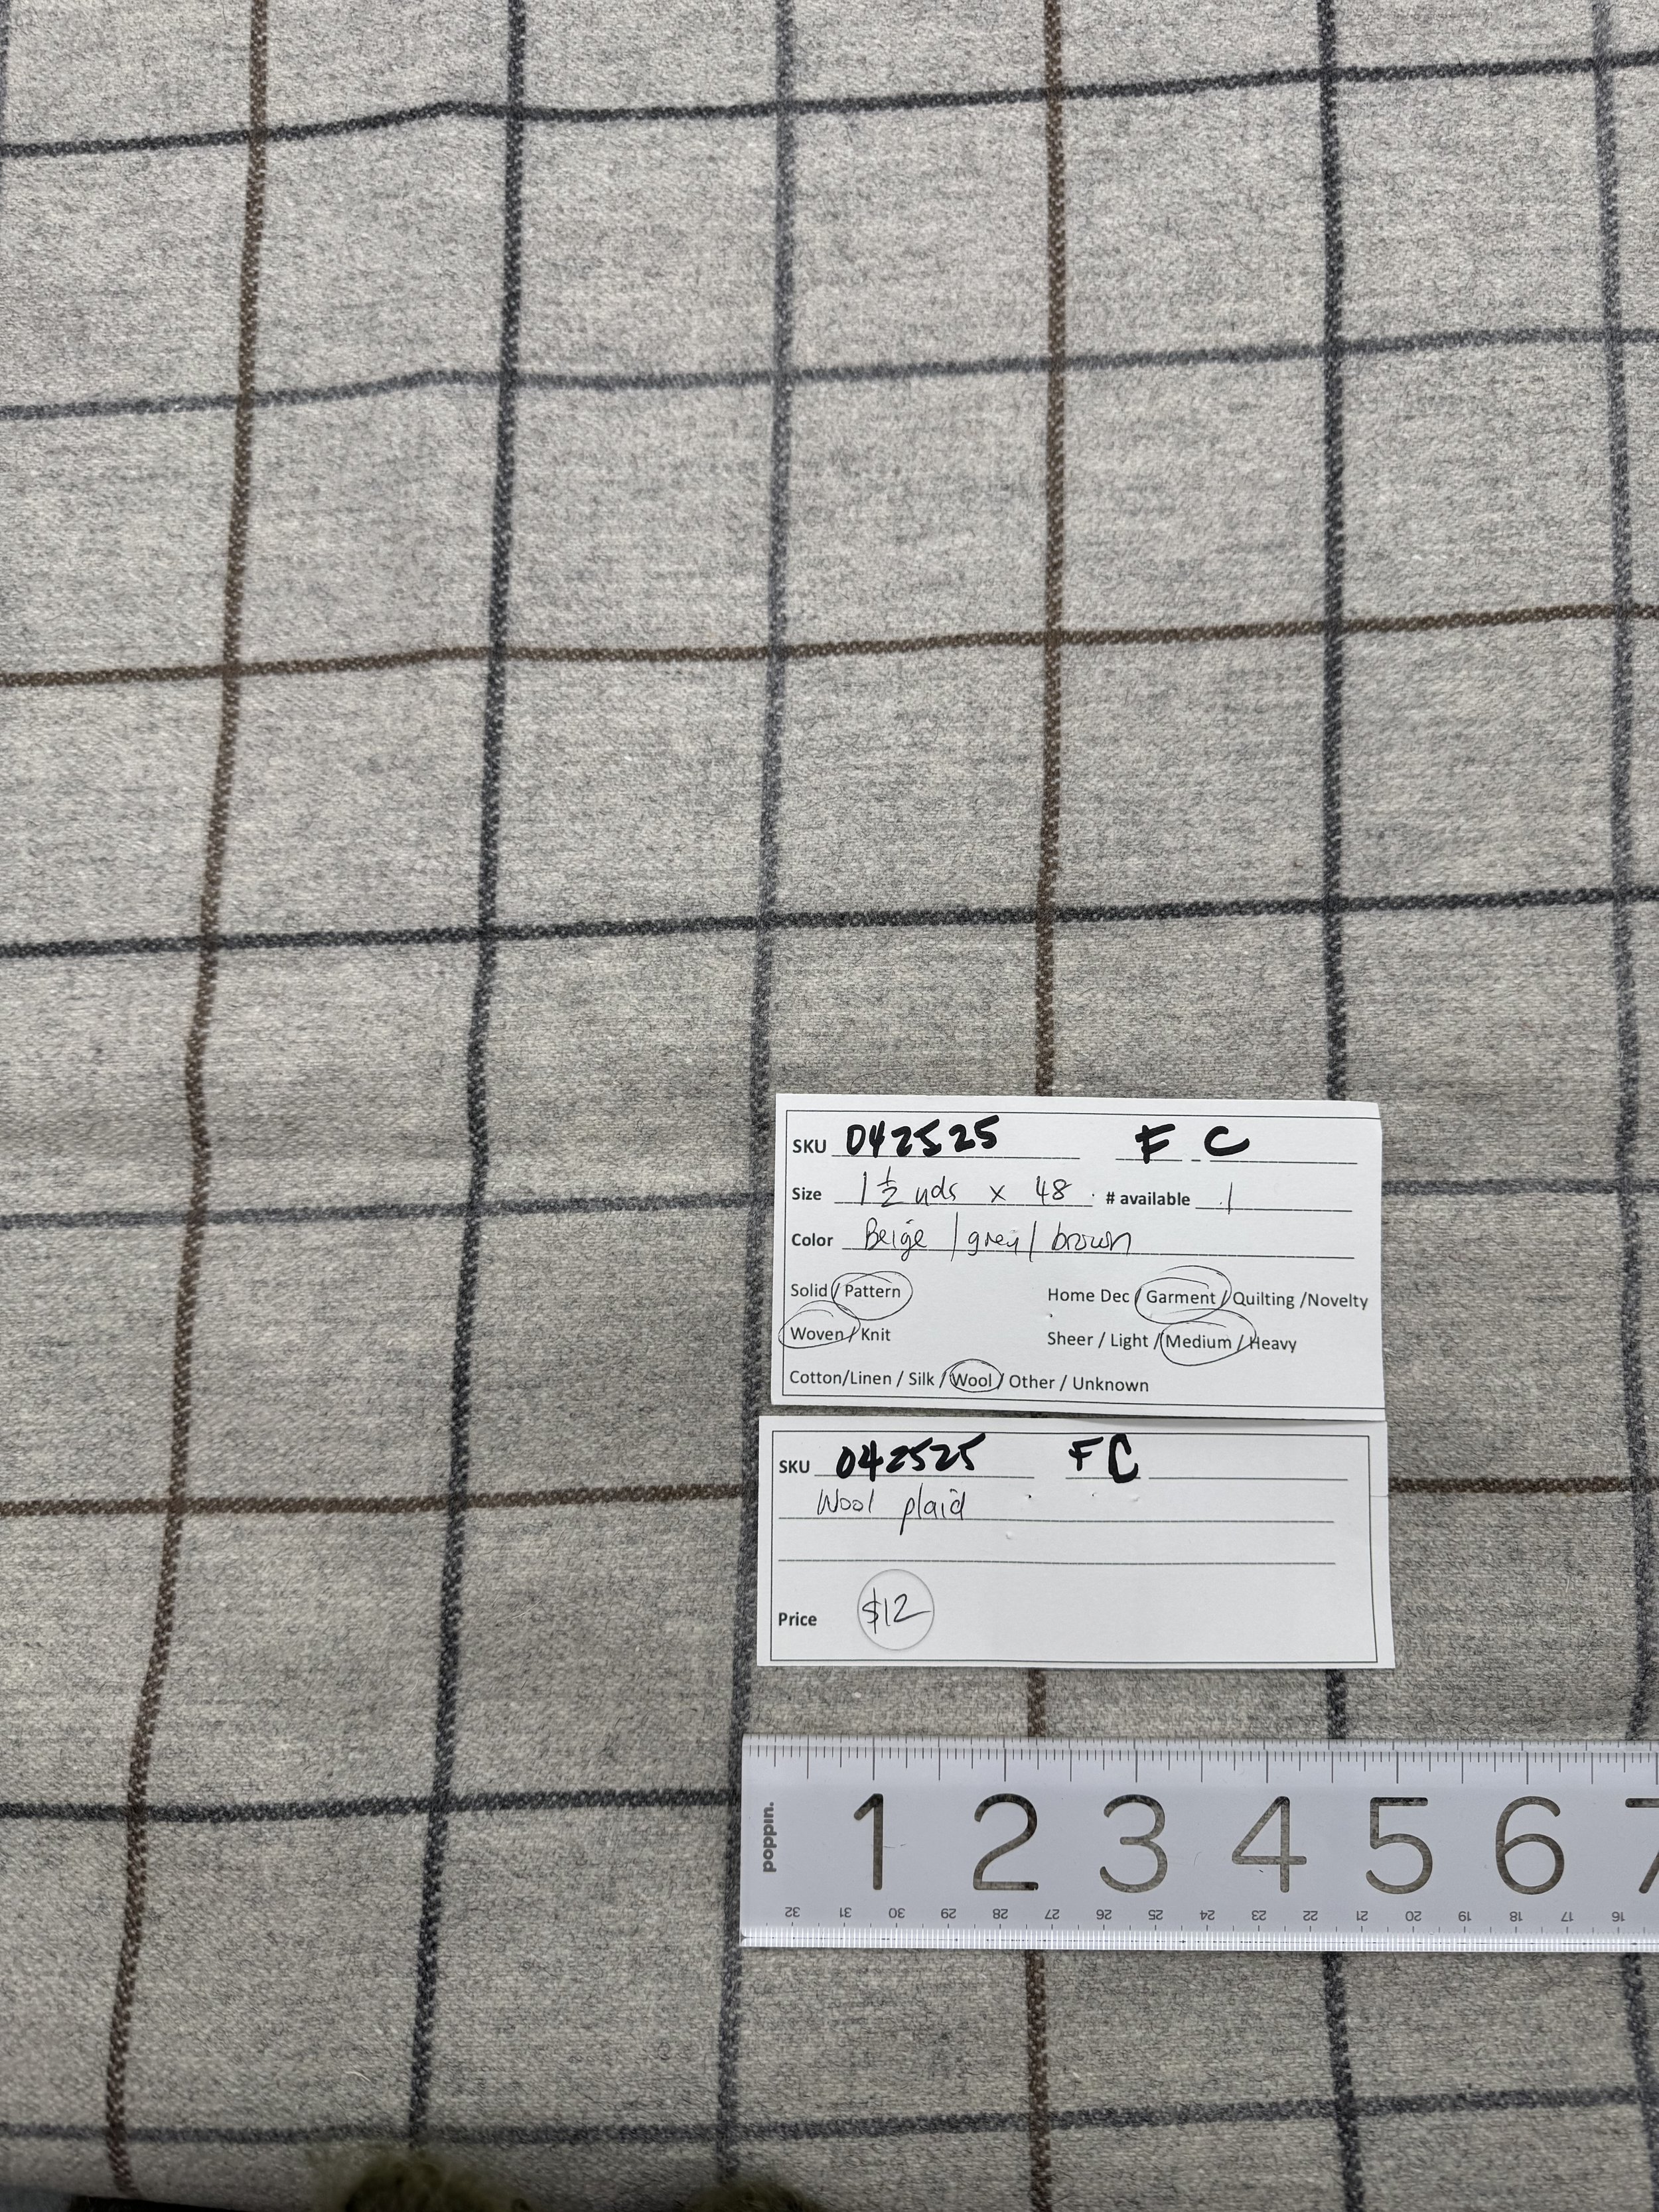 SKU 042525 F C
Size 1 1/2 yds x 48 # available 1
Color Beige / grey / brown
Solid / Pattern Home Dec / Garment / Quilting /Novelty
Woven / Knit Sheer / Light / Medium / Heavy
Cotton/Linen / Silk / Wool / Other / Unknown
SKU 042525 F C
Wool plaid
Price $12
poppin.
1 2 3 4 5 6 7
32 31 30 29 28 27 26 25 24 23 22 21 20 19 18 17 16